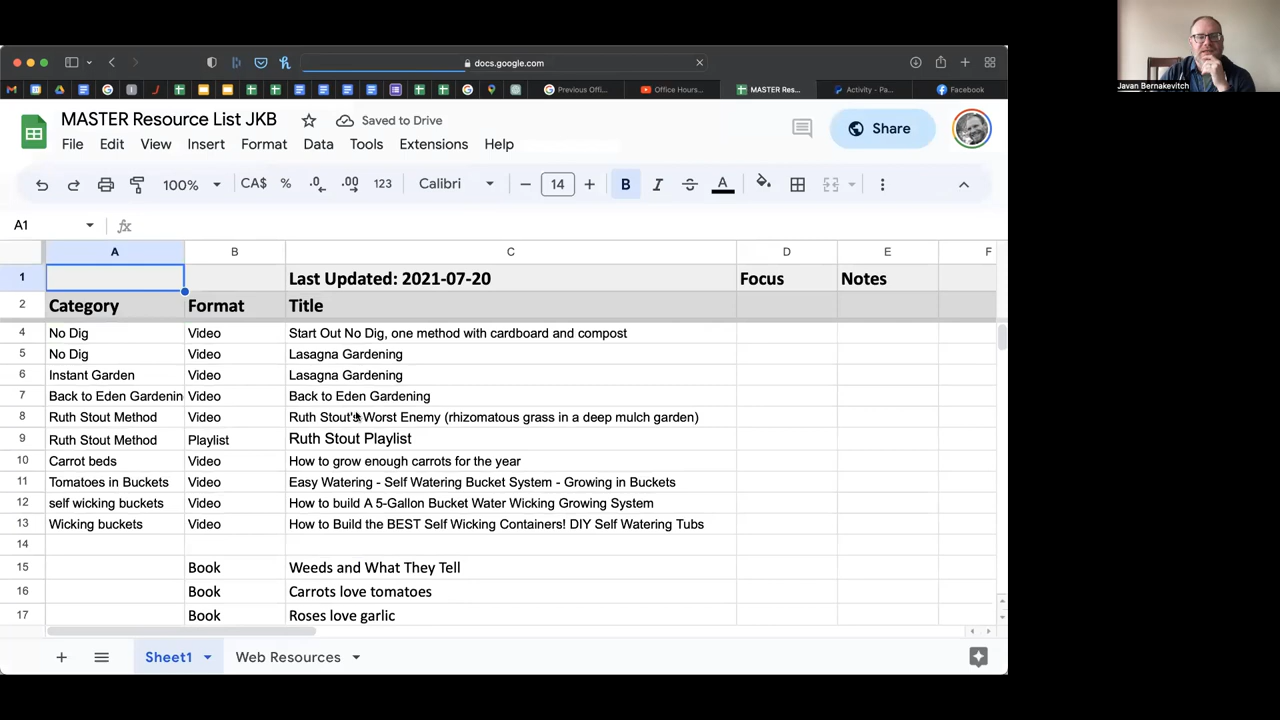 docs.google.com
Previous Offi...
Office Hours...
MASTER Res...
Activity - Pa...
Facebook
Javan Bernakevitch
MASTER Resource List JKB
Saved to Drive
Share
File Edit View Insert Format Data Tools Extensions Help
100% CA$ % .0 .00 123 Calibri 14 B I A
A1 fx
A B C D E F
1 Last Updated: 2021-07-20 Focus Notes
2 Category Format Title
4 No Dig Video Start Out No Dig, one method with cardboard and compost
5 No Dig Video Lasagna Gardening
6 Instant Garden Video Lasagna Gardening
7 Back to Eden Gardenin Video Back to Eden Gardening
8 Ruth Stout Method Video Ruth Stout's Worst Enemy (rhizomatous grass in a deep mulch garden)
9 Ruth Stout Method Playlist Ruth Stout Playlist
10 Carrot beds Video How to grow enough carrots for the year
11 Tomatoes in Buckets Video Easy Watering - Self Watering Bucket System - Growing in Buckets
12 self wicking buckets Video How to build A 5-Gallon Bucket Water Wicking Growing System
13 Wicking buckets Video How to Build the BEST Self Wicking Containers! DIY Self Watering Tubs
14
15 Book Weeds and What They Tell
16 Book Carrots love tomatoes
17 Book Roses love garlic
Sheet1 Web Resources